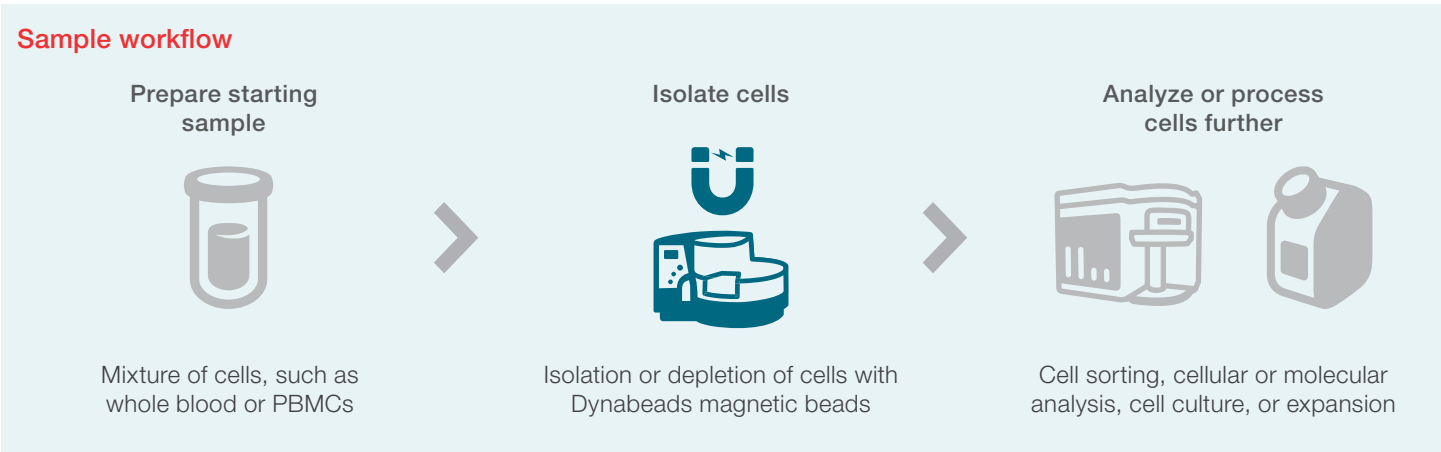 Sample workflow
Prepare starting
sample
Isolate cells
Analyze or process
cells further
Mixture of cells, such as
whole blood or PBMCs
Isolation or depletion of cells with
Dynabeads magnetic beads
Cell sorting, cellular or molecular
analysis, cell culture, or expansion